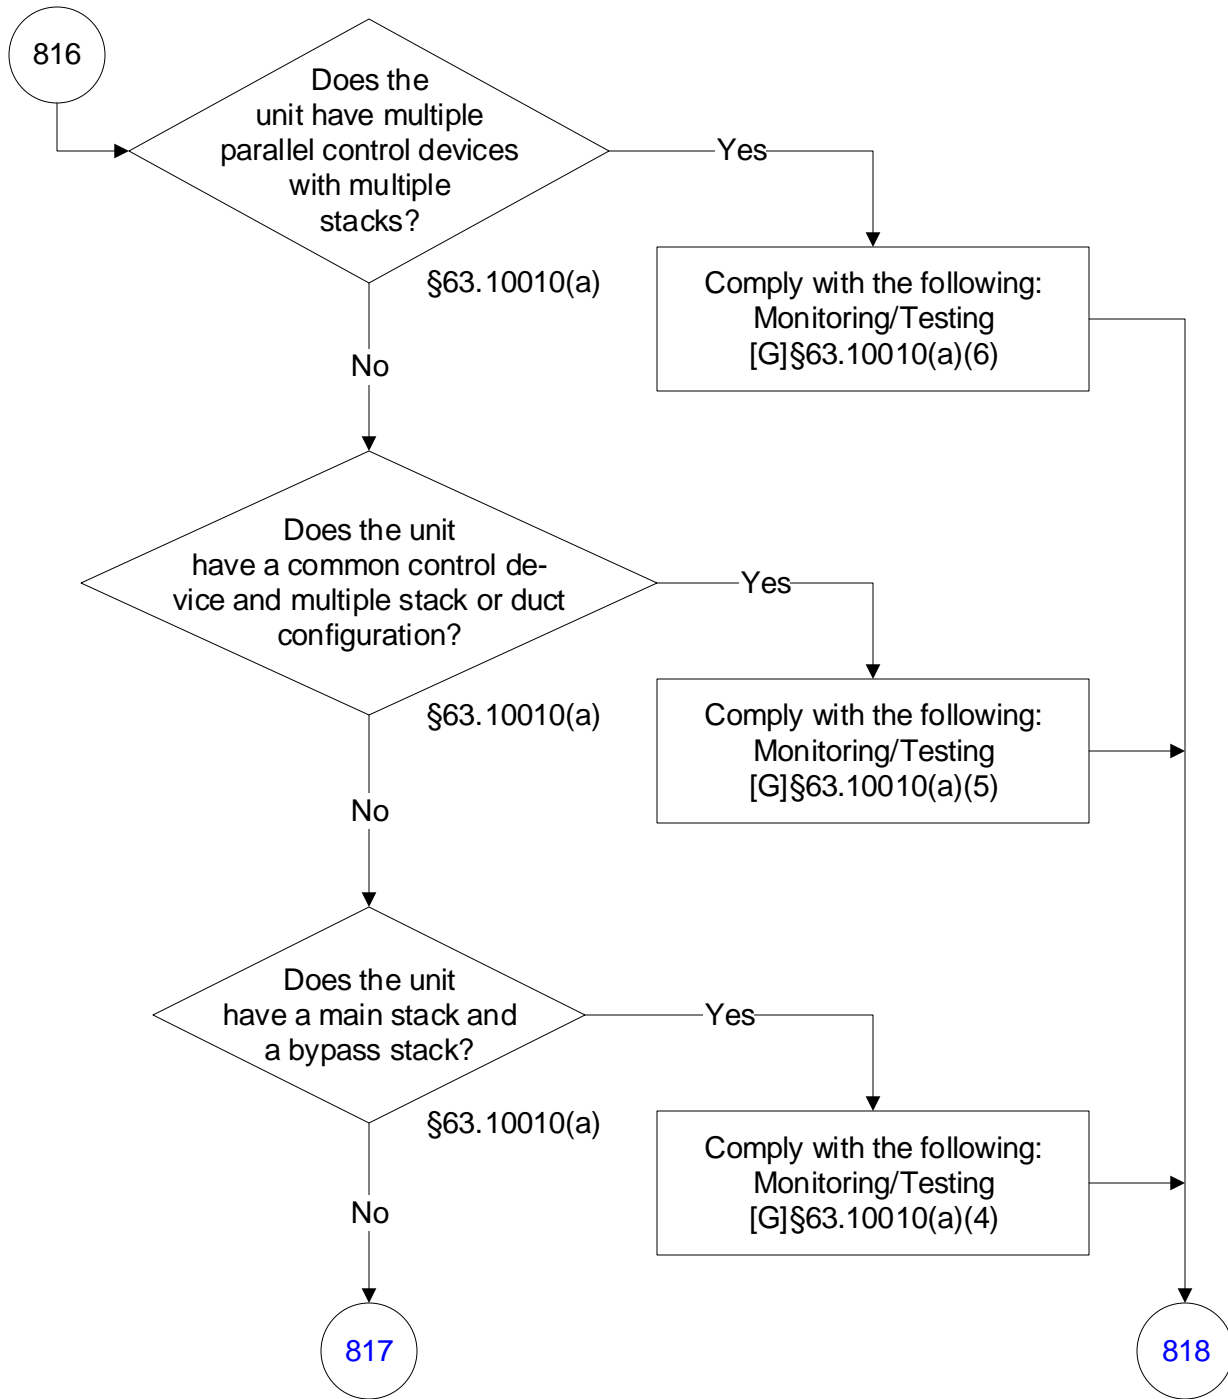 816
Does the
unit have multiple
parallel control devices
with multiple
stacks?
Yes
§63.10010(a)
Comply with the following:
Monitoring/Testing
[G]§63.10010(a)(6)
No
Does the unit
have a common control de-
vice and multiple stack or duct
configuration?
Yes
§63.10010(a)
Comply with the following:
Monitoring/Testing
[G]§63.10010(a)(5)
No
Does the unit
have a main stack and
a bypass stack?
Yes
§63.10010(a)
Comply with the following:
Monitoring/Testing
[G]§63.10010(a)(4)
No
817
818